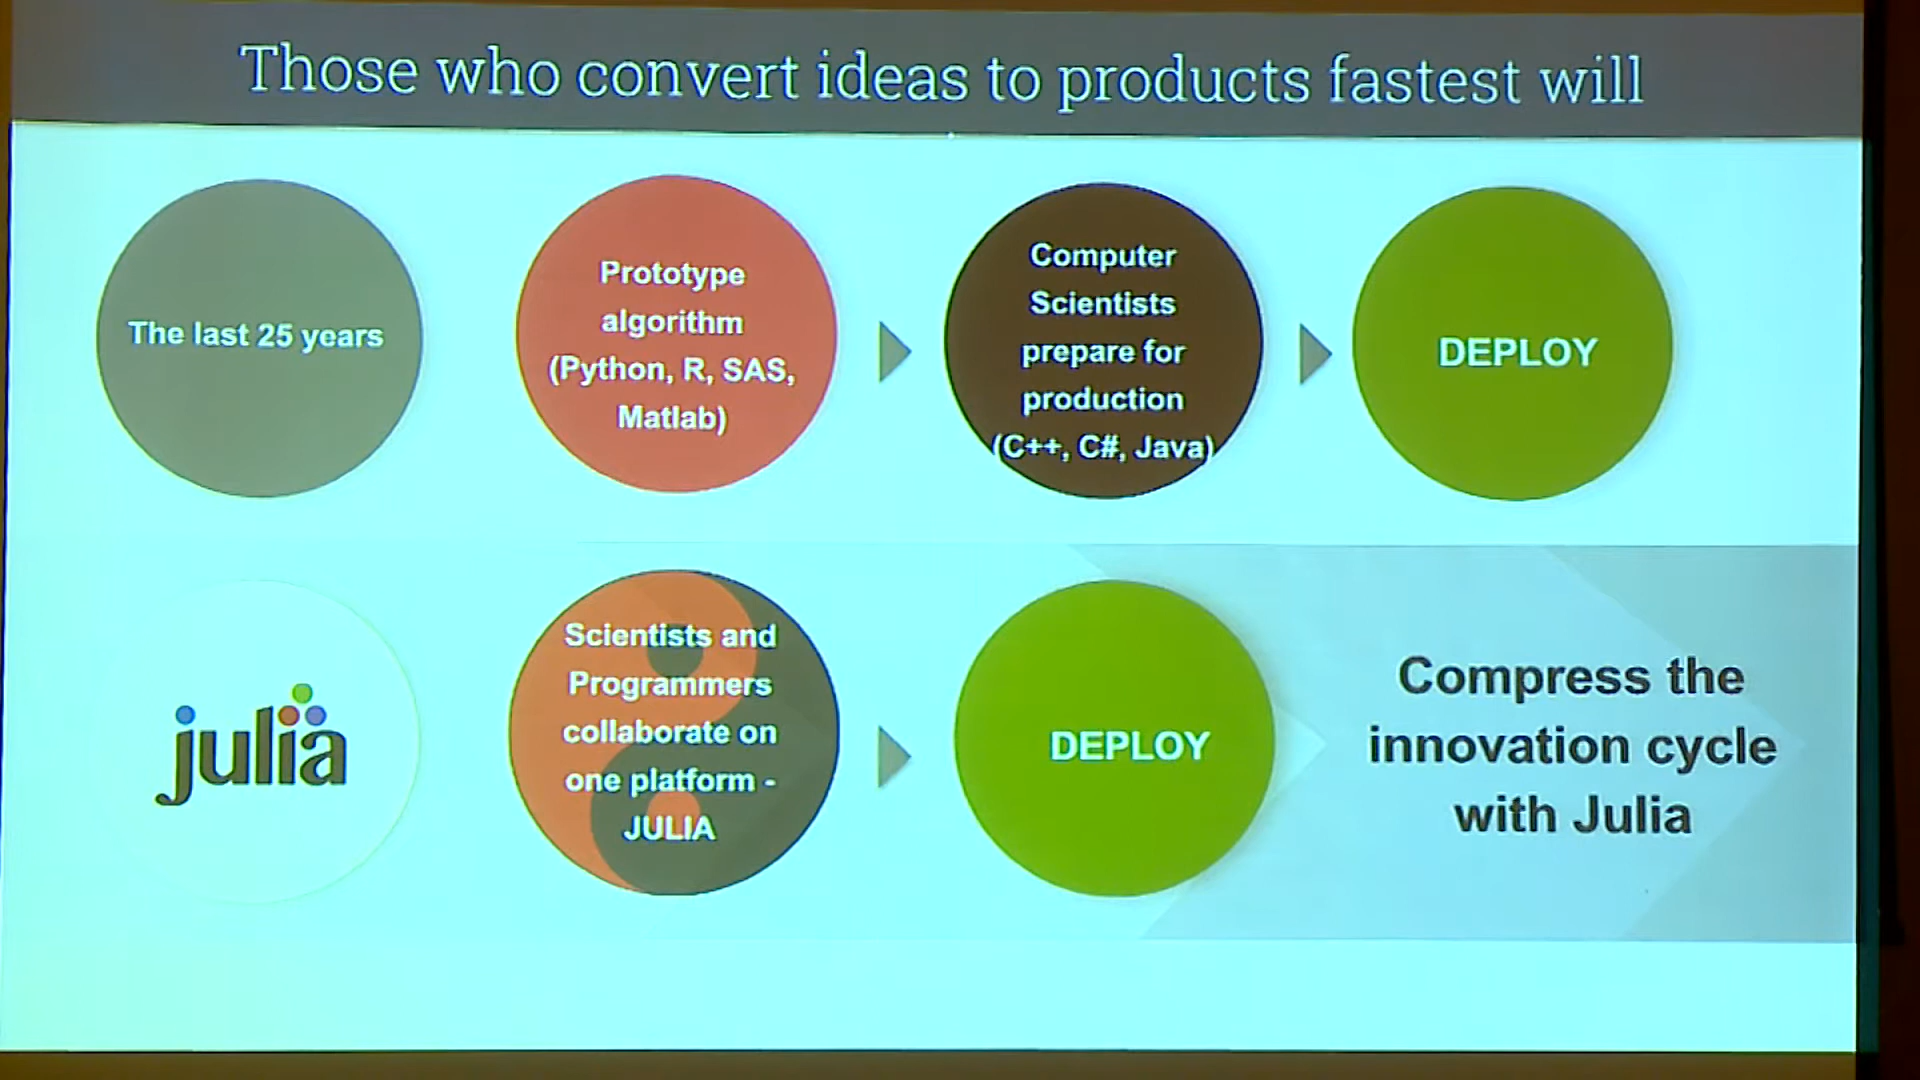 Those who convert ideas to products fastest will
The last 25 years
Prototype
algorithm
(Python, R, SAS,
Matlab)
Computer
Scientists
prepare for
production
(C++, C#, Java)
DEPLOY
julia
Scientists and
Programmers
collaborate on
one platform -
JULIA
DEPLOY
Compress the
innovation cycle
with Julia